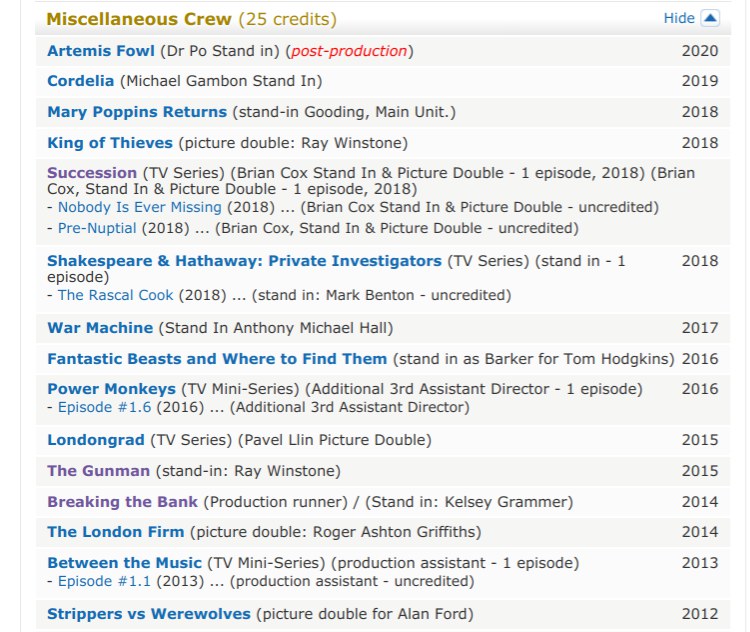 Miscellaneous Crew (25 credits) Hide
Artemis Fowl (Dr Po Stand in) (post-production) 2020
Cordelia (Michael Gambon Stand In) 2019
Mary Poppins Returns (stand-in Gooding, Main Unit.) 2018
King of Thieves (picture double: Ray Winstone) 2018
Succession (TV Series) (Brian Cox Stand In & Picture Double - 1 episode, 2018) (Brian
Cox, Stand In & Picture Double - 1 episode, 2018)
- Nobody Is Ever Missing (2018) ... (Brian Cox Stand In & Picture Double - uncredited)
- Pre-Nuptial (2018) ... (Brian Cox, Stand In & Picture Double - uncredited)
Shakespeare & Hathaway: Private Investigators (TV Series) (stand in - 1 2018
episode)
- The Rascal Cook (2018) ... (stand in: Mark Benton - uncredited)
War Machine (Stand In Anthony Michael Hall) 2017
Fantastic Beasts and Where to Find Them (stand in as Barker for Tom Hodgkins) 2016
Power Monkeys (TV Mini-Series) (Additional 3rd Assistant Director - 1 episode) 2016
- Episode #1.6 (2016) ... (Additional 3rd Assistant Director)
Londongrad (TV Series) (Pavel Llin Picture Double) 2015
The Gunman (stand-in: Ray Winstone) 2015
Breaking the Bank (Production runner) / (Stand in: Kelsey Grammer) 2014
The London Firm (picture double: Roger Ashton Griffiths) 2014
Between the Music (TV Mini-Series) (production assistant - 1 episode) 2013
- Episode #1.1 (2013) ... (production assistant - uncredited)
Strippers vs Werewolves (picture double for Alan Ford) 2012